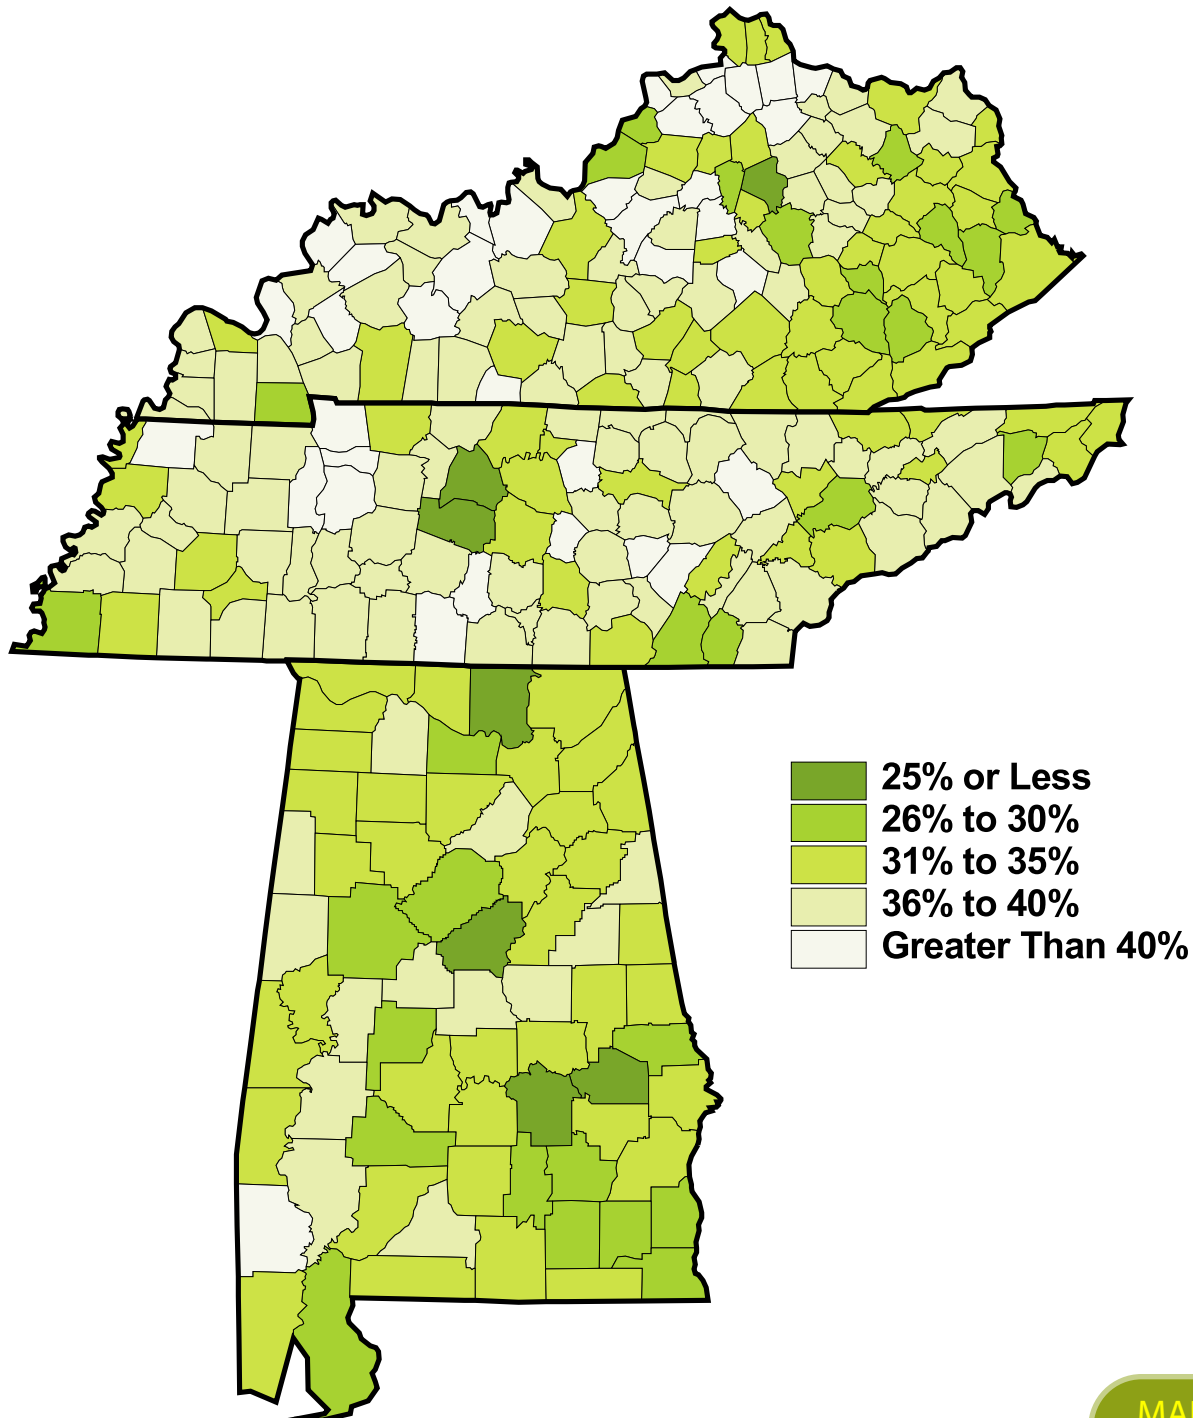 25% or Less
26% to 30%
31% to 35%
36% to 40%
Greater Than 40%